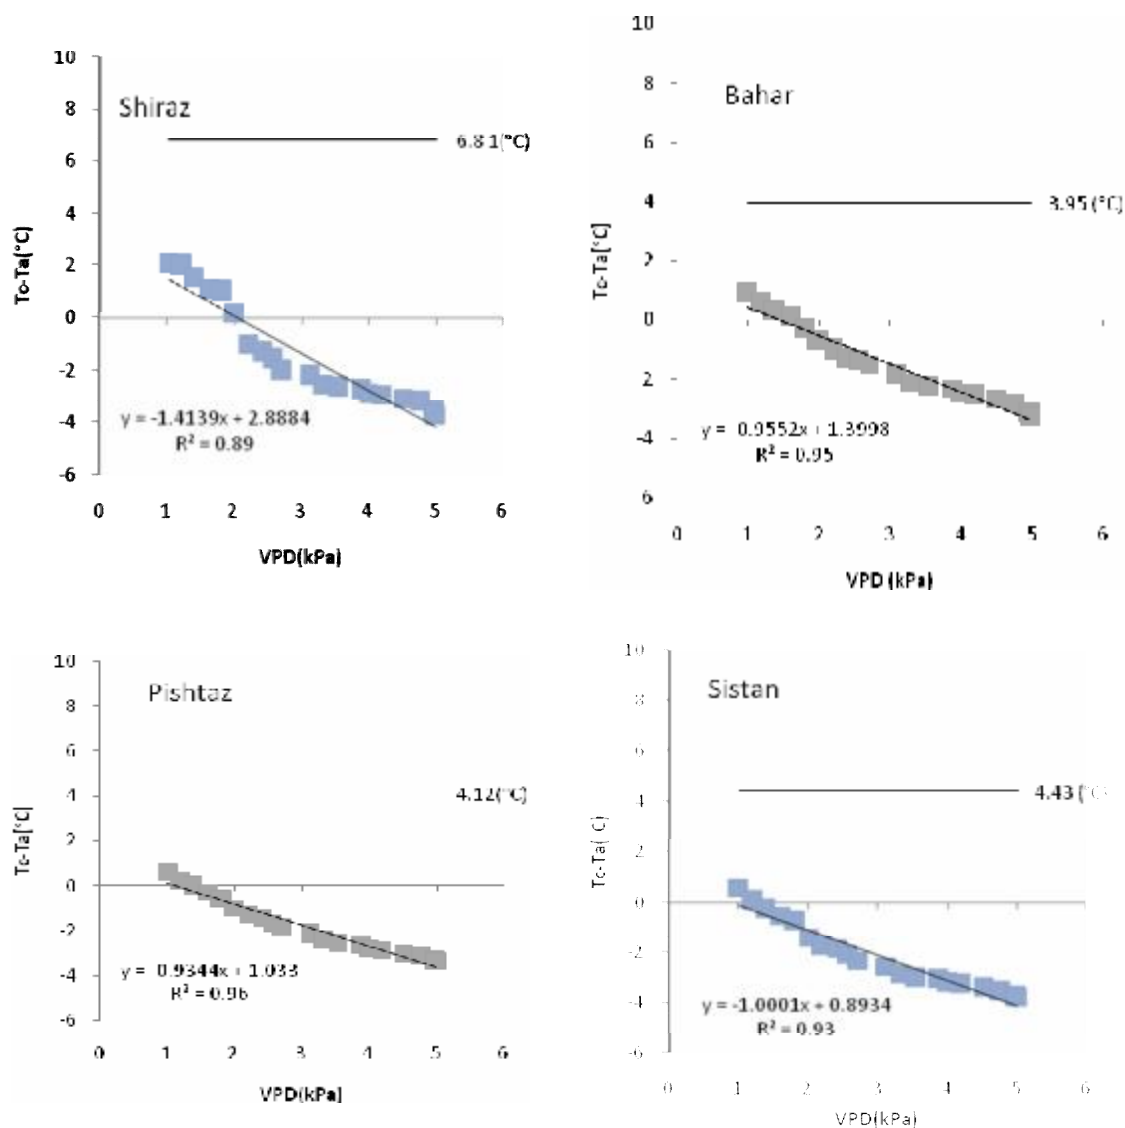 Shiraz
10
8
6
4
2
0
-2
-4
-6
6.81(°C)
Tc-Ta(°C)
y = -1.4139x + 2.8884
R² = 0.89
0 1 2 3 4 5 6
VPD(kPa)
Bahar
10
8
6
4
2
0
2
-4
6
3.95 (°C)
Tc-Ta[°C]
y = 0.9552x + 1.3998
R² = 0.95
0 1 2 3 4 5 6
VPD (kPa)
Pishtaz
10
8
6
4
2
0
-2
-4
-6
4.12(°C)
Tc-Ta[°C]
y = 0.9344x + 1.033
R² = 0.96
0 1 2 3 4 5 6
VPD(kPa]
Sistan
10
8
6
4
2
0
-2
-4
-6
4.43 (°C)
Tc-Ta( C)
y = -1.0001x + 0.8934
R² = 0.93
0 1 2 3 4 5 6
VPD(kPa)